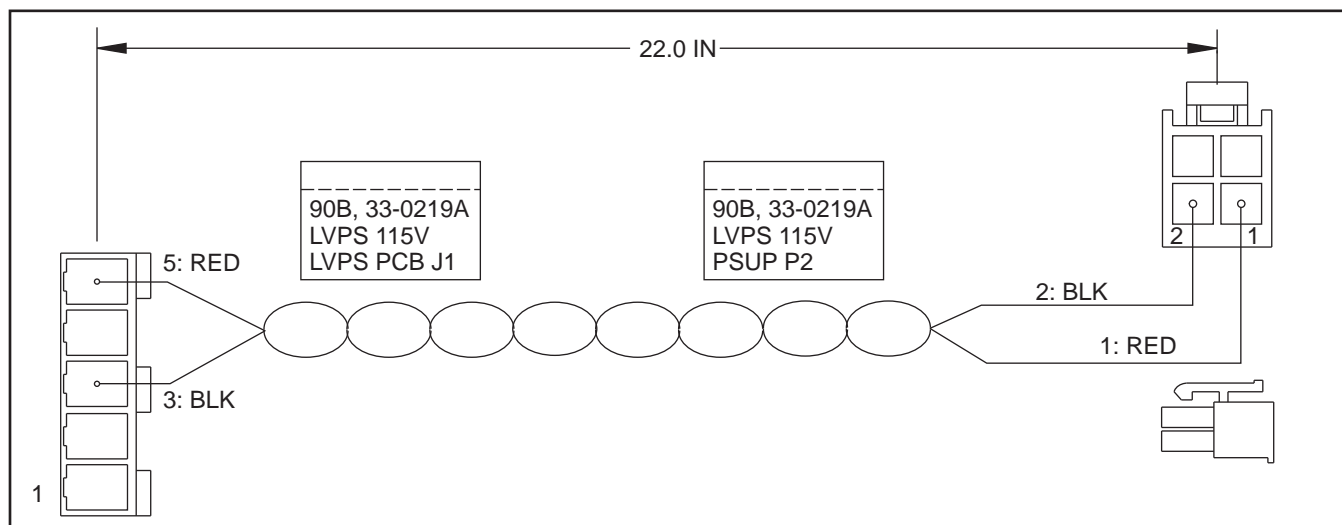 22.0 IN
90B, 33-0219A
LVPS 115V
LVPS PCB J1
90B, 33-0219A
LVPS 115V
PSUP P2
2
1
5: RED
2: BLK
1: RED
3: BLK
1